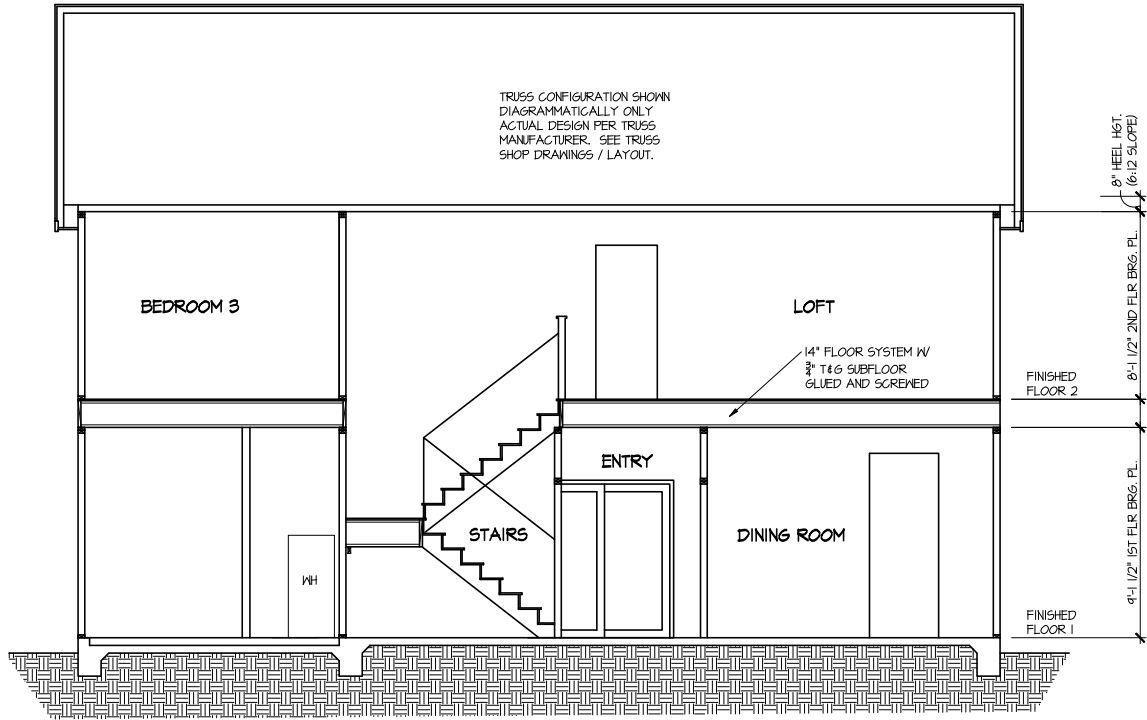 TRUSS CONFIGURATION SHOWN
DIAGRAMMATICALLY ONLY
ACTUAL DESIGN PER TRUSS
MANUFACTURER. SEE TRUSS
SHOP DRAWINGS / LAYOUT.
8" HEEL HGT.
(6:12 SLOPE)
BEDROOM 3
LOFT
8'-1 1/2" 2ND FLR BRG. PL.
14" FLOOR SYSTEM W/
3/4" T&G SUBFLOOR
GLUED AND SCREWED
FINISHED
FLOOR 2
ENTRY
STAIRS
DINING ROOM
WH
9'-1 1/2" 1ST FLR BRG. PL.
FINISHED
FLOOR 1